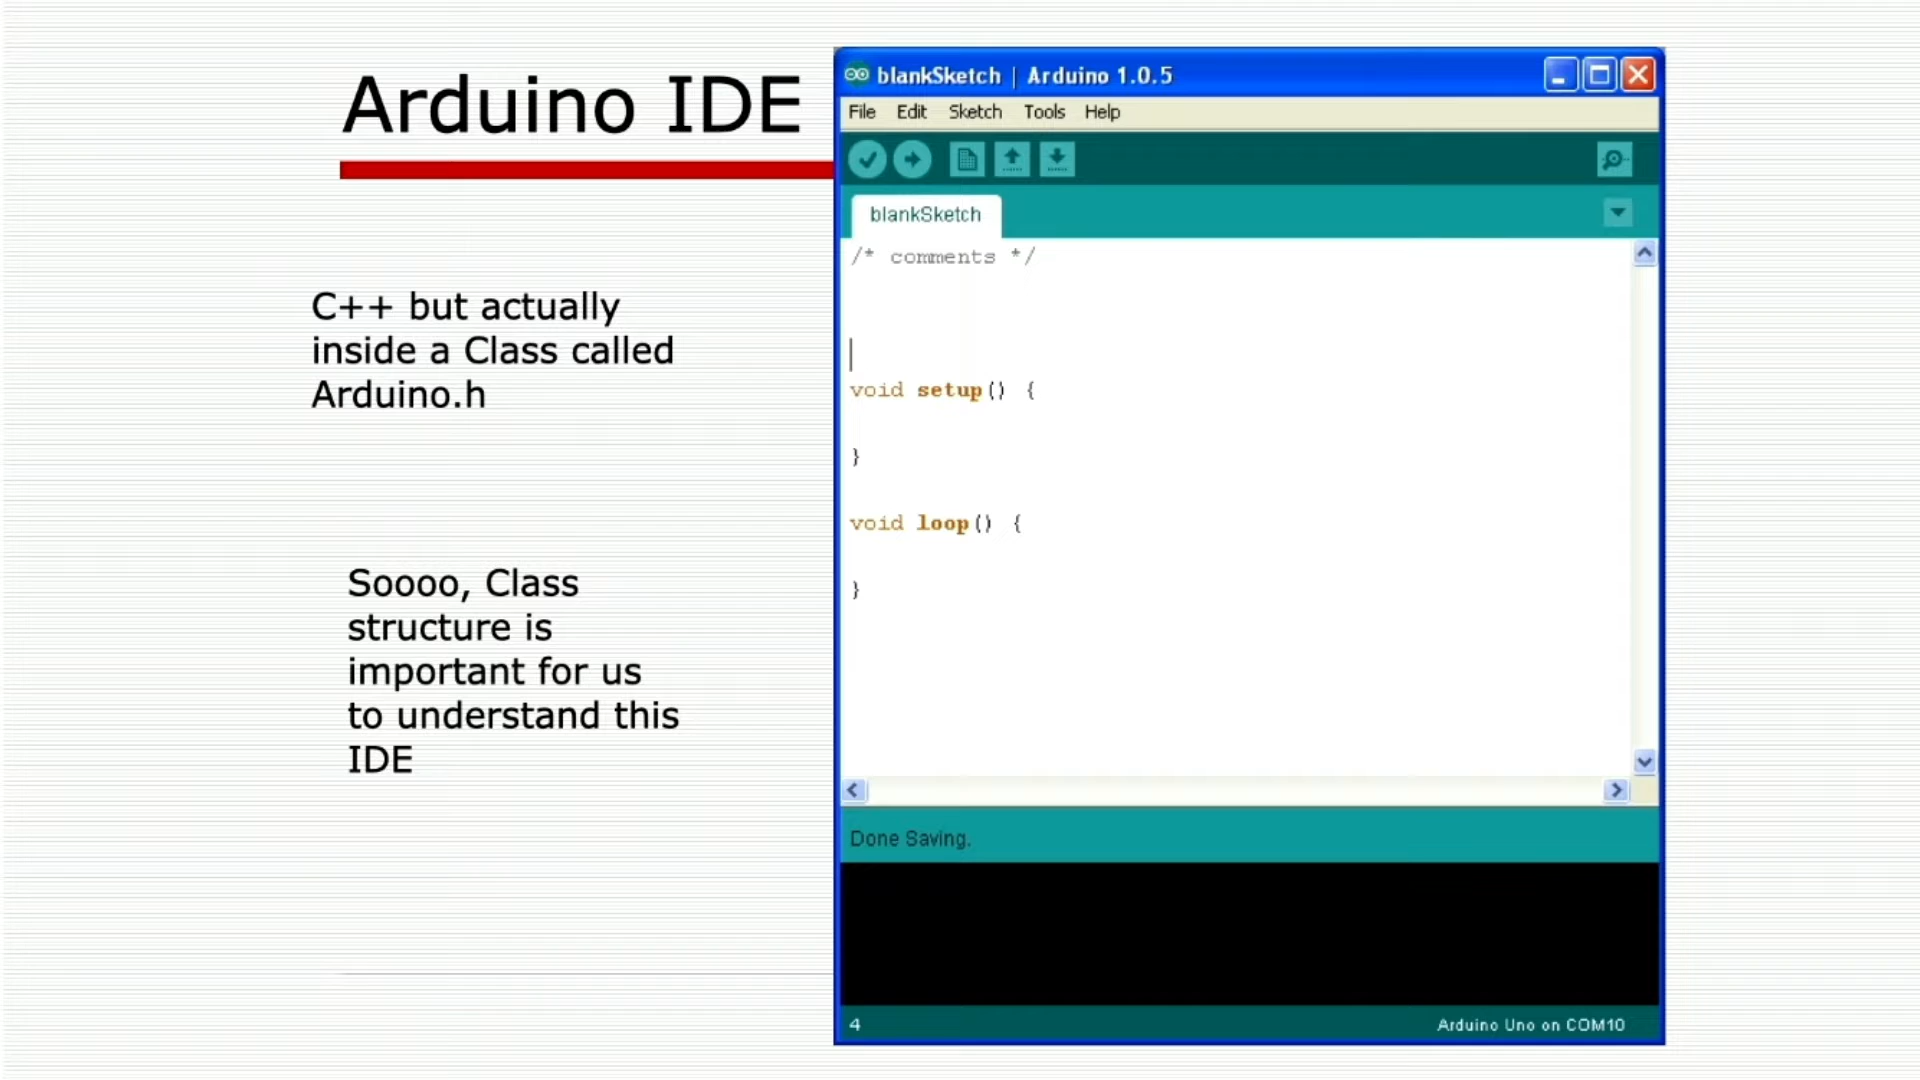 Arduino IDE
C++ but actually
inside a Class called
Arduino.h
Soooo, Class
structure is
important for us
to understand this
IDE
blankSketch | Arduino 1.0.5
File Edit Sketch Tools Help
blankSketch
/* comments */
void setup() {
}
void loop() {
}
Done Saving.
4
Arduino Uno on COM10